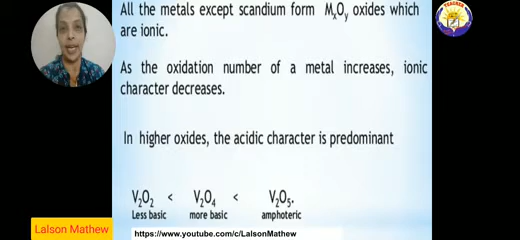 All the metals except scandium form MₓOᵧ oxides which
are ionic.
As the oxidation number of a metal increases, ionic
character decreases.
In higher oxides, the acidic character is predominant
V₂O₂ < V₂O₄ < V₂O₅.
Less basic more basic amphoteric
Lalson Mathew
https://www.youtube.com/c/LalsonMathew